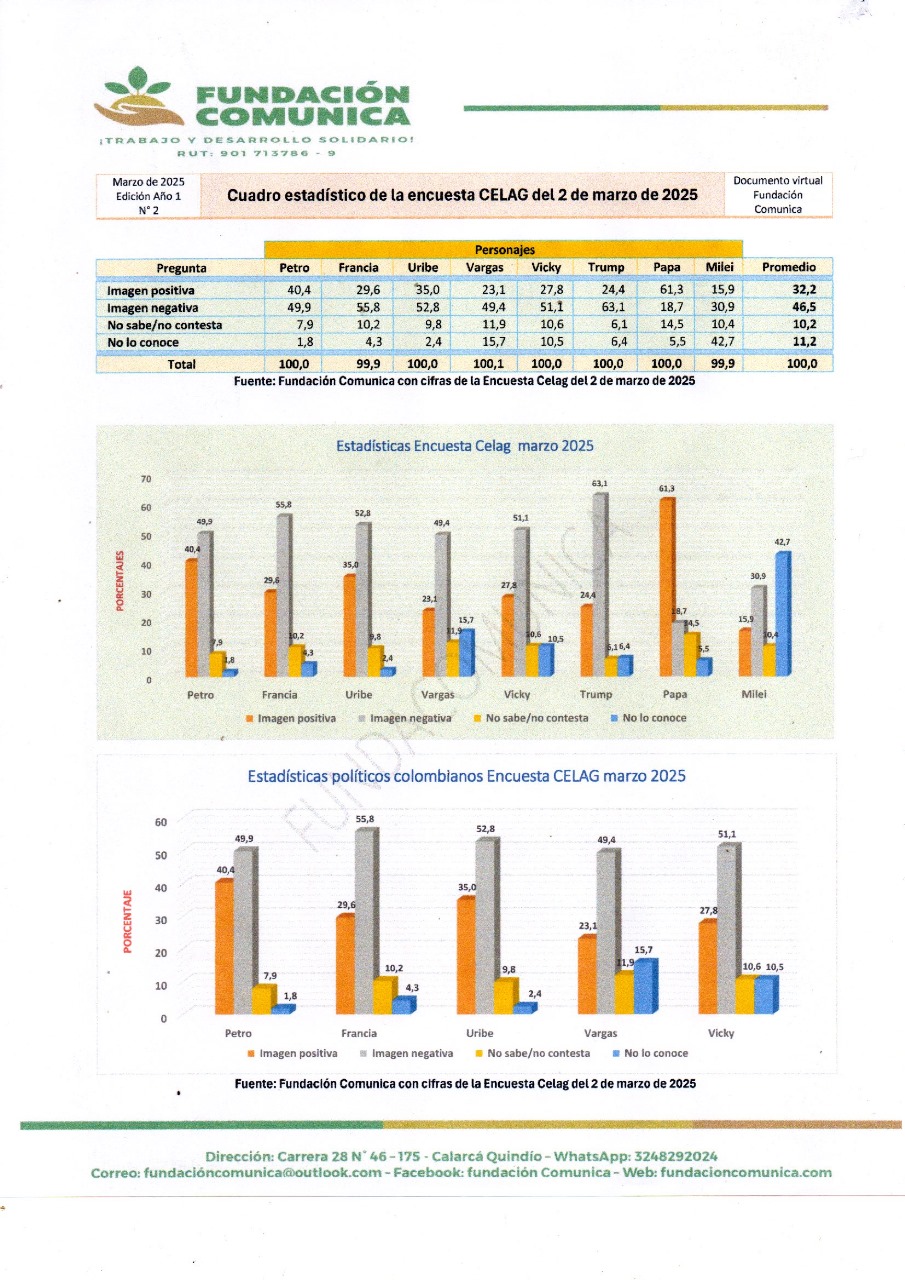 FUNDACIÓN
COMUNICA
¡TRABAJO Y DESARROLLO SOLIDARIO!
RUT: 901 713786 - 9
Marzo de 2025
Edición Año 1
N° 2
Cuadro estadístico de la encuesta CELAG del 2 de marzo de 2025
Documento virtual
Fundación
Comunica
Personajes
Pregunta Petro Francia Uribe Vargas Vicky Trump Papa Milei Promedio
Imagen positiva 40,4 29,6 35,0 23,1 27,8 24,4 61,3 15,9 32,2
Imagen negativa 49,9 55,8 52,8 49,4 51,1 63,1 18,7 30,9 46,5
No sabe/no contesta 7,9 10,2 9,8 11,9 10,6 6,1 14,5 10,4 10,2
No lo conoce 1,8 4,3 2,4 15,7 10,5 6,4 5,5 42,7 11,2
Total 100,0 99,9 100,0 100,1 100,0 100,0 100,0 99,9 100,0
Fuente: Fundación Comunica con cifras de la Encuesta Celag del 2 de marzo de 2025
Estadísticas Encuesta Celag marzo 2025
PORCENTAJES
70
60
50
40
30
20
10
0
40,4 49,9 7,9 1,8
29,6 55,8 10,2 4,3
35,0 52,8 9,8 2,4
23,1 49,4 11,9 15,7
27,8 51,1 10,6 10,5
24,4 63,1 6,1 6,4
61,3 18,7 14,5 5,5
15,9 30,9 10,4 42,7
Petro Francia Uribe Vargas Vicky Trump Papa Milei
Imagen positiva Imagen negativa No sabe/no contesta No lo conoce
FUNDACOMUNICA
Estadísticas políticos colombianos Encuesta CELAG marzo 2025
PORCENTAJE
60
50
40
30
20
10
0
40,4 49,9 7,9 1,8
29,6 55,8 10,2 4,3
35,0 52,8 9,8 2,4
23,1 49,4 11,9 15,7
27,8 51,1 10,6 10,5
Petro Francia Uribe Vargas Vicky
Imagen positiva Imagen negativa No sabe/no contesta No lo conoce
Fuente: Fundación Comunica con cifras de la Encuesta Celag del 2 de marzo de 2025
Dirección: Carrera 28 N° 46 - 175 - Calarcá Quindío - WhatsApp: 3248292024
Correo: fundacióncomunica@outlook.com - Facebook: fundación Comunica - Web: fundacioncomunica.com